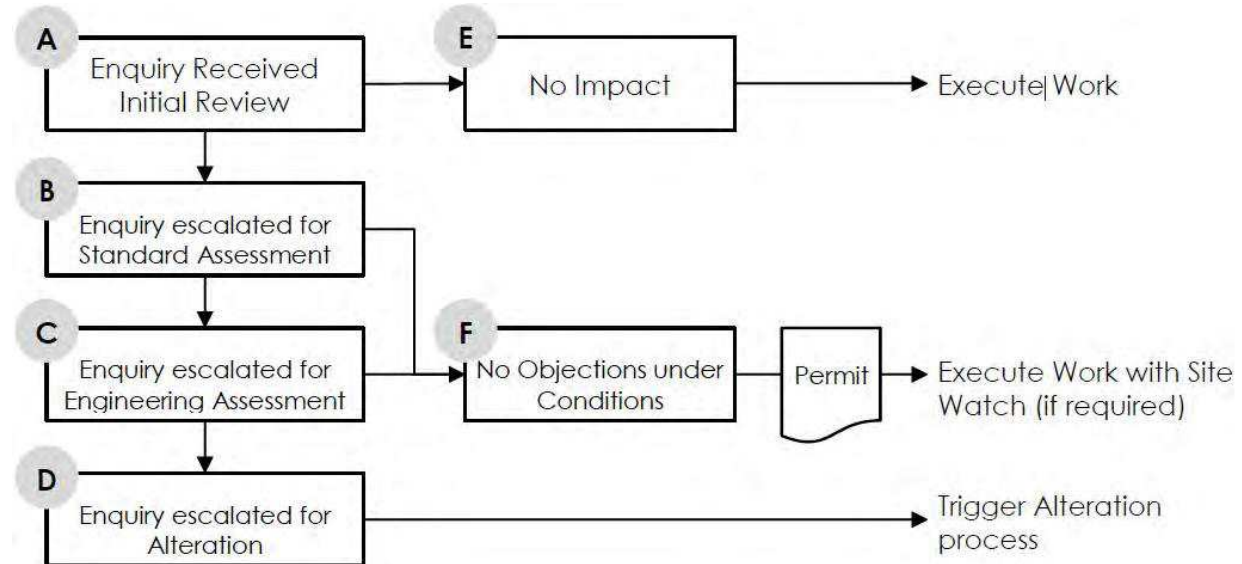 A
Enquiry Received
Initial Review
E
No Impact
Execute Work
B
Enquiry escalated for
Standard Assessment
C
Enquiry escalated for
Engineering Assessment
F
No Objections under
Conditions
Permit
Execute Work with Site
Watch (if required)
D
Enquiry escalated for
Alteration
Trigger Alteration
process